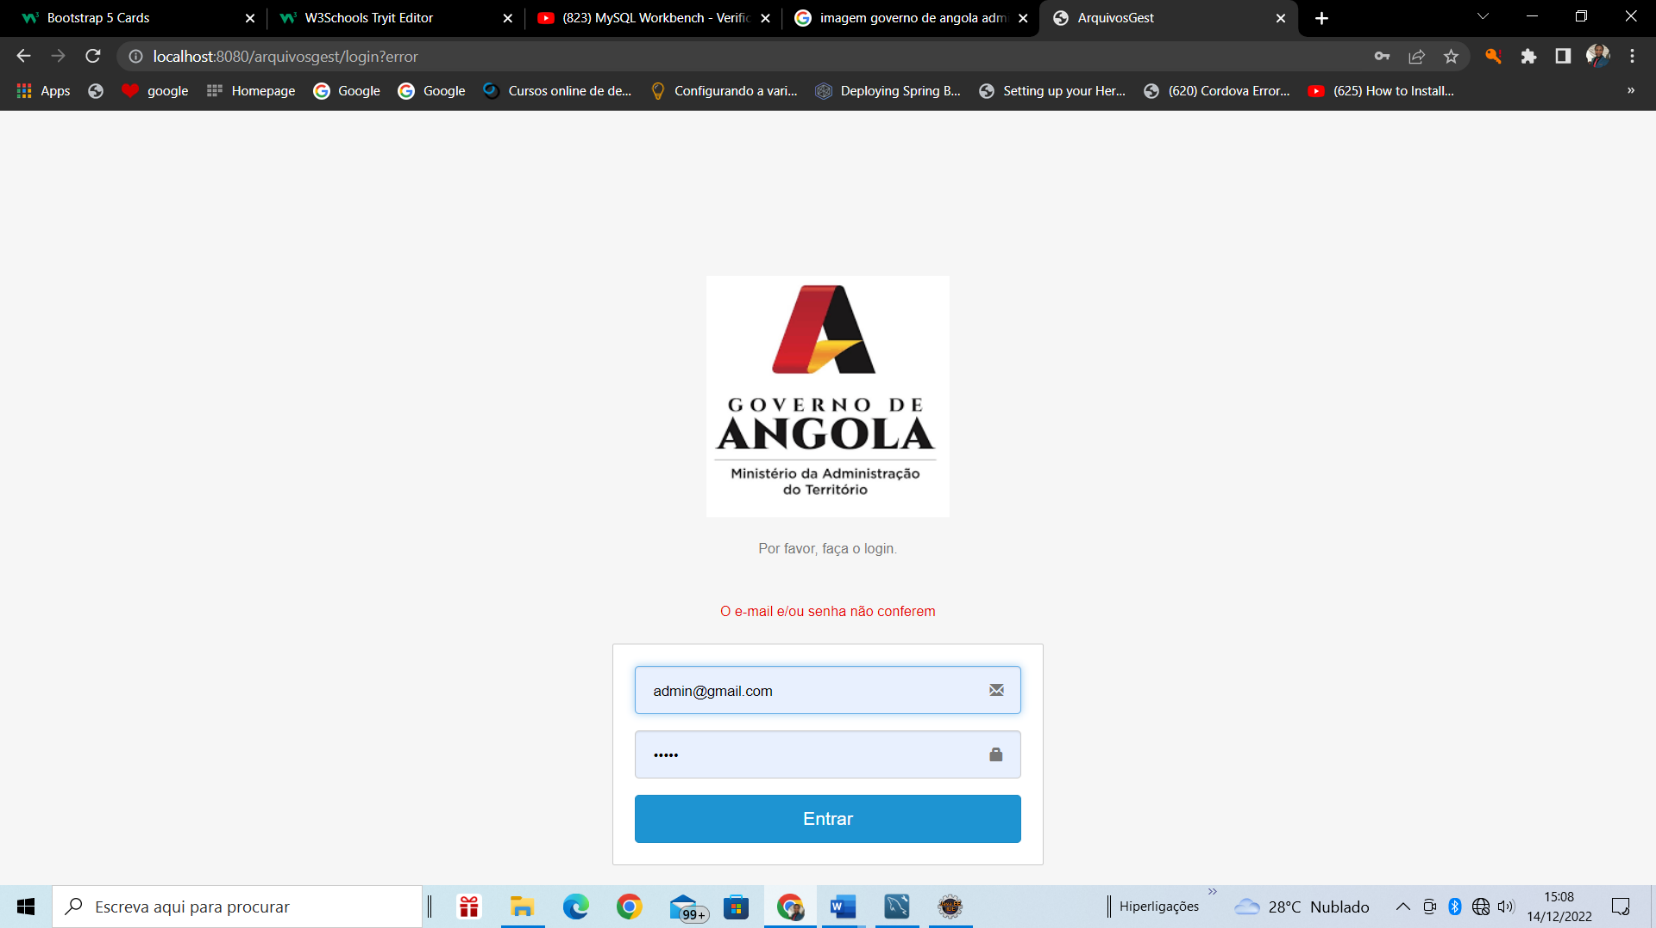 Bootstrap 5 Cards
W3Schools Tryit Editor
(823) MySQL Workbench - Verific
imagem governo de angola adm
ArquivosGest
localhost:8080/arquivosgest/login?error
Apps
google
Homepage
Google
Google
Cursos online de de...
Configurando a vari...
Deploying Spring B...
Setting up your Her...
(620) Cordova Error...
(625) How to Install...
»
GOVERNO DE
ANGOLA
Ministério da Administração
do Território
Por favor, faça o login.
O e-mail e/ou senha não conferem
admin@gmail.com
•••••
Entrar
Escreva aqui para procurar
99+
Hiperligações
»
28°C Nublado
15:08
14/12/2022